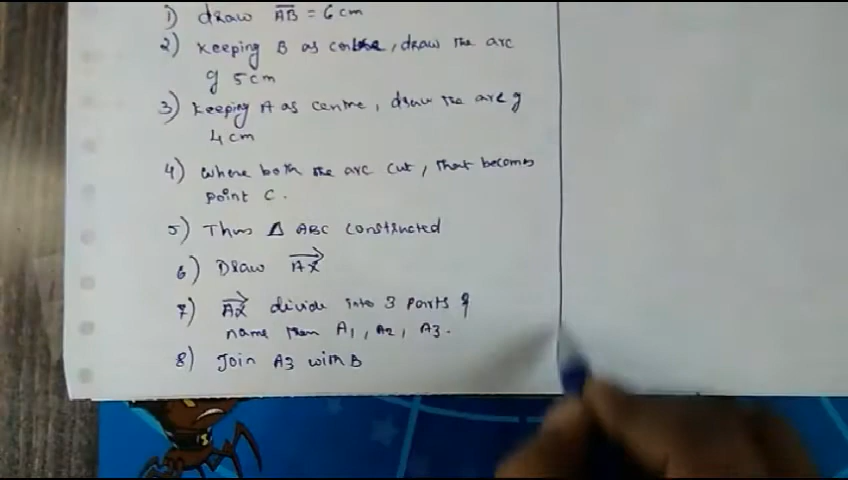 1) draw AB = 6 cm
2) Keeping B as centre, draw the arc
of 5 cm
3) Keeping A as centre, draw the arc of
4 cm
4) Where both the arc cut, that becomes
point C.
5) Thus Δ ABC constructed
6) Draw AX
7) AX divide into 3 parts &
name them A1, A2, A3.
8) Join A3 with B